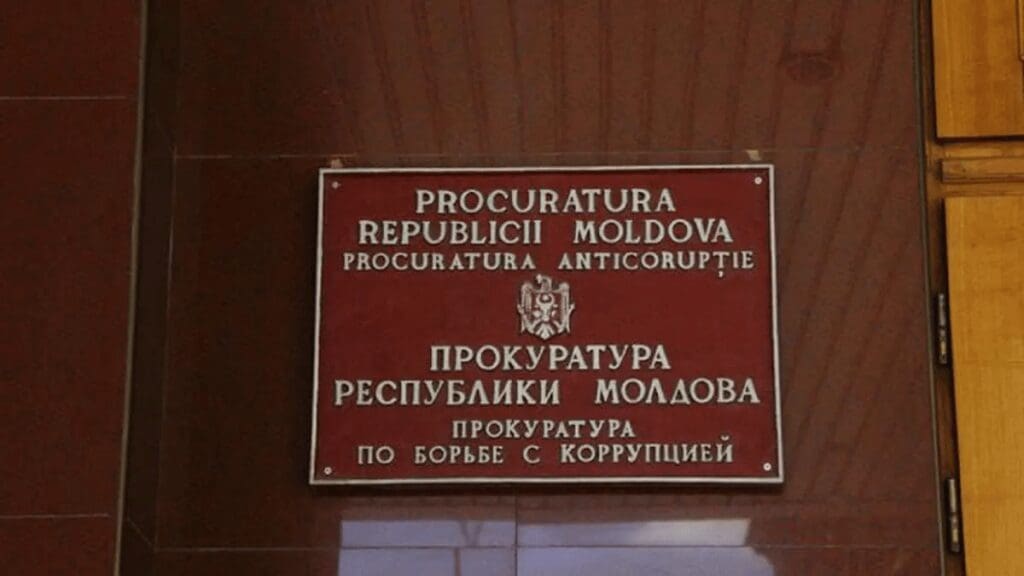 PROCURATURA
REPUBLICII MOLDOVA
PROCURATURA ANTICORUPȚIE
ПРОКУРАТУРА
РЕСПУБЛИКИ МОЛДОВА
ПРОКУРАТУРА
ПО БОРЬБЕ С КОРРУПЦИЕЙ